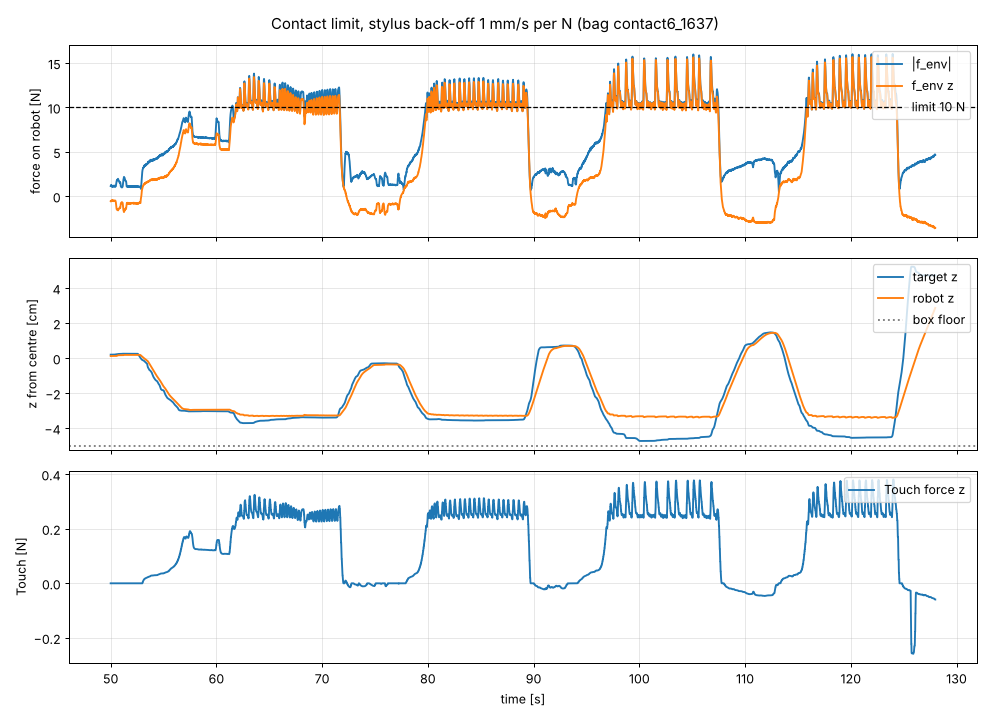 Contact limit, stylus back-off 1 mm/s per N (bag contact6_1637)
force on robot [N]
15
10
5
0
|f_env|
f_env z
limit 10 N
z from centre [cm]
4
2
0
−2
−4
target z
robot z
box floor
Touch [N]
0.4
0.2
0.0
−0.2
Touch force z
50
60
70
80
90
100
110
120
130
time [s]